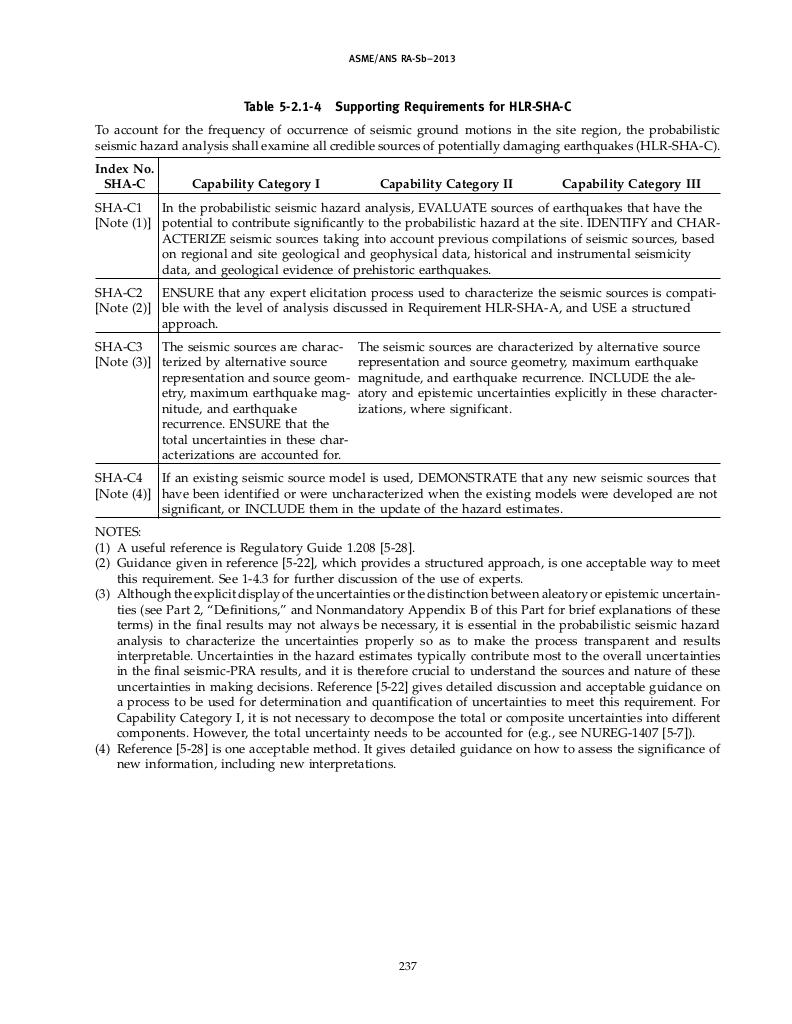 ASME/ANS RA-Sb–2013
Table 5-2.1-4 Supporting Requirements for HLR-SHA-C
To account for the frequency of occurrence of seismic ground motions in the site region, the probabilistic
seismic hazard analysis shall examine all credible sources of potentially damaging earthquakes (HLR-SHA-C).
Index No.
SHA-C Capability Category I Capability Category II Capability Category III
SHA-C1
[Note (1)]
In the probabilistic seismic hazard analysis, EVALUATE sources of earthquakes that have the
potential to contribute significantly to the probabilistic hazard at the site. IDENTIFY and CHAR-
ACTERIZE seismic sources taking into account previous compilations of seismic sources, based
on regional and site geological and geophysical data, historical and instrumental seismicity
data, and geological evidence of prehistoric earthquakes.
SHA-C2
[Note (2)]
ENSURE that any expert elicitation process used to characterize the seismic sources is compati-
ble with the level of analysis discussed in Requirement HLR-SHA-A, and USE a structured
approach.
SHA-C3
[Note (3)]
The seismic sources are charac-
terized by alternative source
representation and source geom-
etry, maximum earthquake mag-
nitude, and earthquake
recurrence. ENSURE that the
total uncertainties in these char-
acterizations are accounted for.
The seismic sources are characterized by alternative source
representation and source geometry, maximum earthquake
magnitude, and earthquake recurrence. INCLUDE the ale-
atory and epistemic uncertainties explicitly in these character-
izations, where significant.
SHA-C4
[Note (4)]
If an existing seismic source model is used, DEMONSTRATE that any new seismic sources that
have been identified or were uncharacterized when the existing models were developed are not
significant, or INCLUDE them in the update of the hazard estimates.
NOTES:
(1) A useful reference is Regulatory Guide 1.208 [5-28].
(2) Guidance given in reference [5-22], which provides a structured approach, is one acceptable way to meet
this requirement. See 1-4.3 for further discussion of the use of experts.
(3) Although the explicit display of the uncertainties or the distinction between aleatory or epistemic uncertain-
ties (see Part 2, “Definitions,” and Nonmandatory Appendix B of this Part for brief explanations of these
terms) in the final results may not always be necessary, it is essential in the probabilistic seismic hazard
analysis to characterize the uncertainties properly so as to make the process transparent and results
interpretable. Uncertainties in the hazard estimates typically contribute most to the overall uncertainties
in the final seismic-PRA results, and it is therefore crucial to understand the sources and nature of these
uncertainties in making decisions. Reference [5-22] gives detailed discussion and acceptable guidance on
a process to be used for determination and quantification of uncertainties to meet this requirement. For
Capability Category I, it is not necessary to decompose the total or composite uncertainties into different
components. However, the total uncertainty needs to be accounted for (e.g., see NUREG-1407 [5-7]).
(4) Reference [5-28] is one acceptable method. It gives detailed guidance on how to assess the significance of
new information, including new interpretations.
237